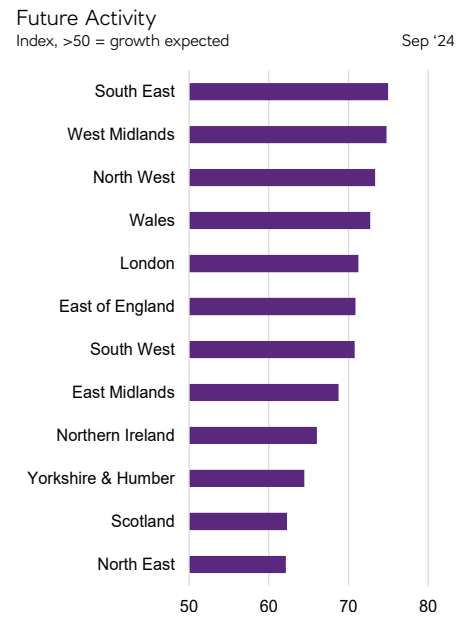 Future Activity
Index, >50 = growth expected
Sep ‘24
South East
West Midlands
North West
Wales
London
East of England
South West
East Midlands
Northern Ireland
Yorkshire & Humber
Scotland
North East
50 60 70 80